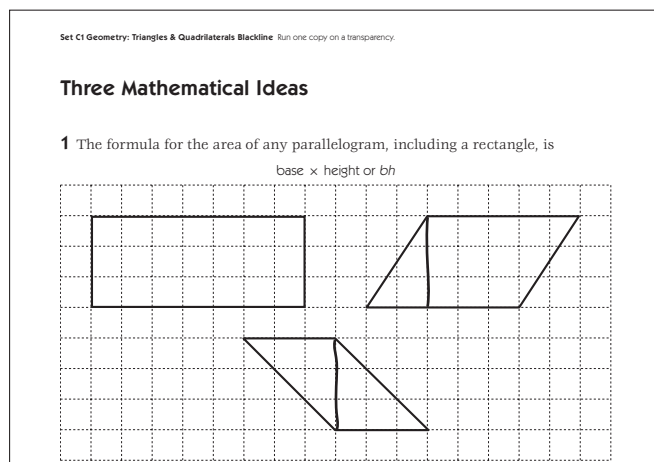 Set C1 Geometry: Triangles & Quadrilaterals Blackline Run one copy on a transparency.
Three Mathematical Ideas
1 The formula for the area of any parallelogram, including a rectangle, is
base × height or bh